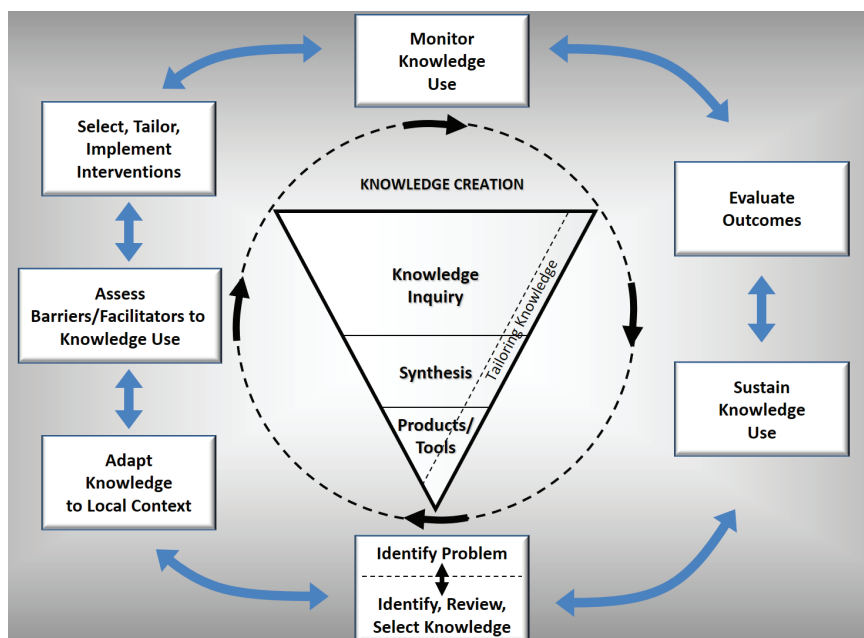 Monitor
Knowledge
Use
Select, Tailor,
Implement
Interventions
KNOWLEDGE CREATION
Evaluate
Outcomes
Knowledge
Inquiry
Tailoring Knowledge
Assess
Barriers/Facilitators to
Knowledge Use
Synthesis
Sustain
Knowledge
Use
Products/
Tools
Adapt
Knowledge
to Local Context
Identify Problem
Identify, Review,
Select Knowledge